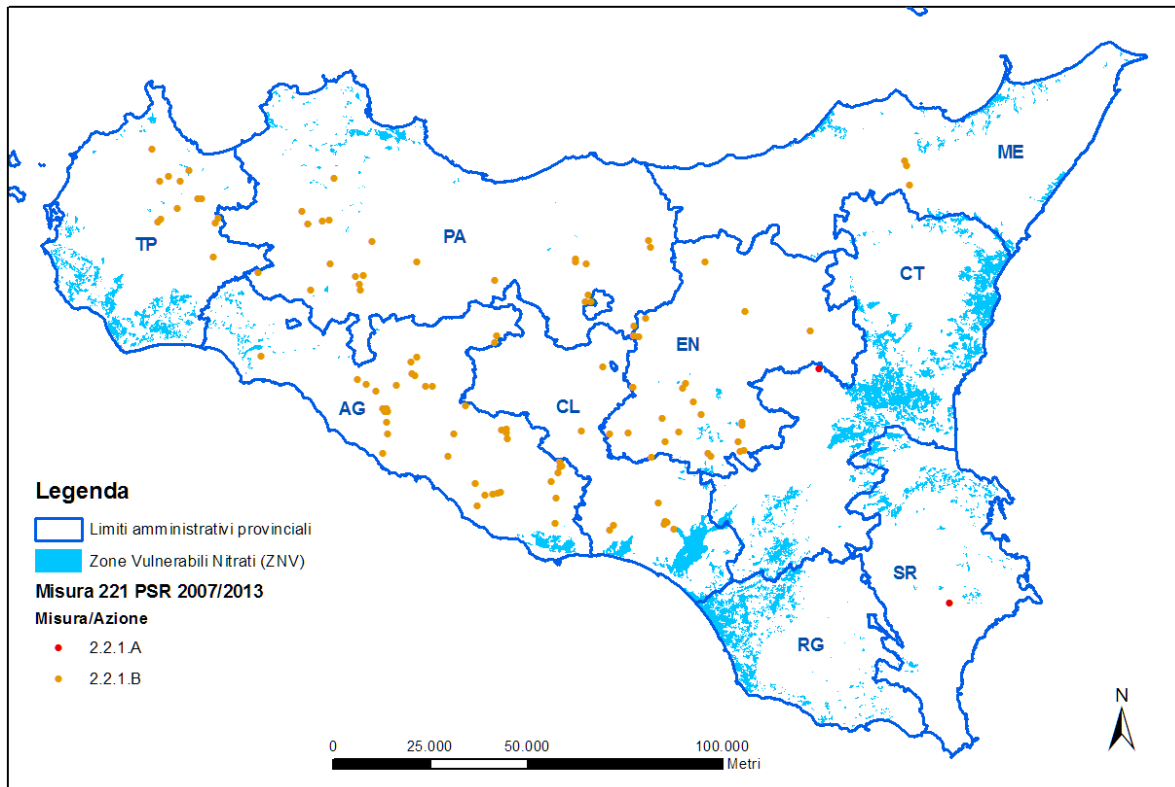 ME
PA
TP
CT
EN
AG
CL
SR
RG
Legenda
Limiti amministrativi provinciali
Zone Vulnerabili Nitrati (ZNV)
Misura 221 PSR 2007/2013
Misura/Azione
2.2.1.A
2.2.1.B
N
0 25.000 50.000 100.000
Metri